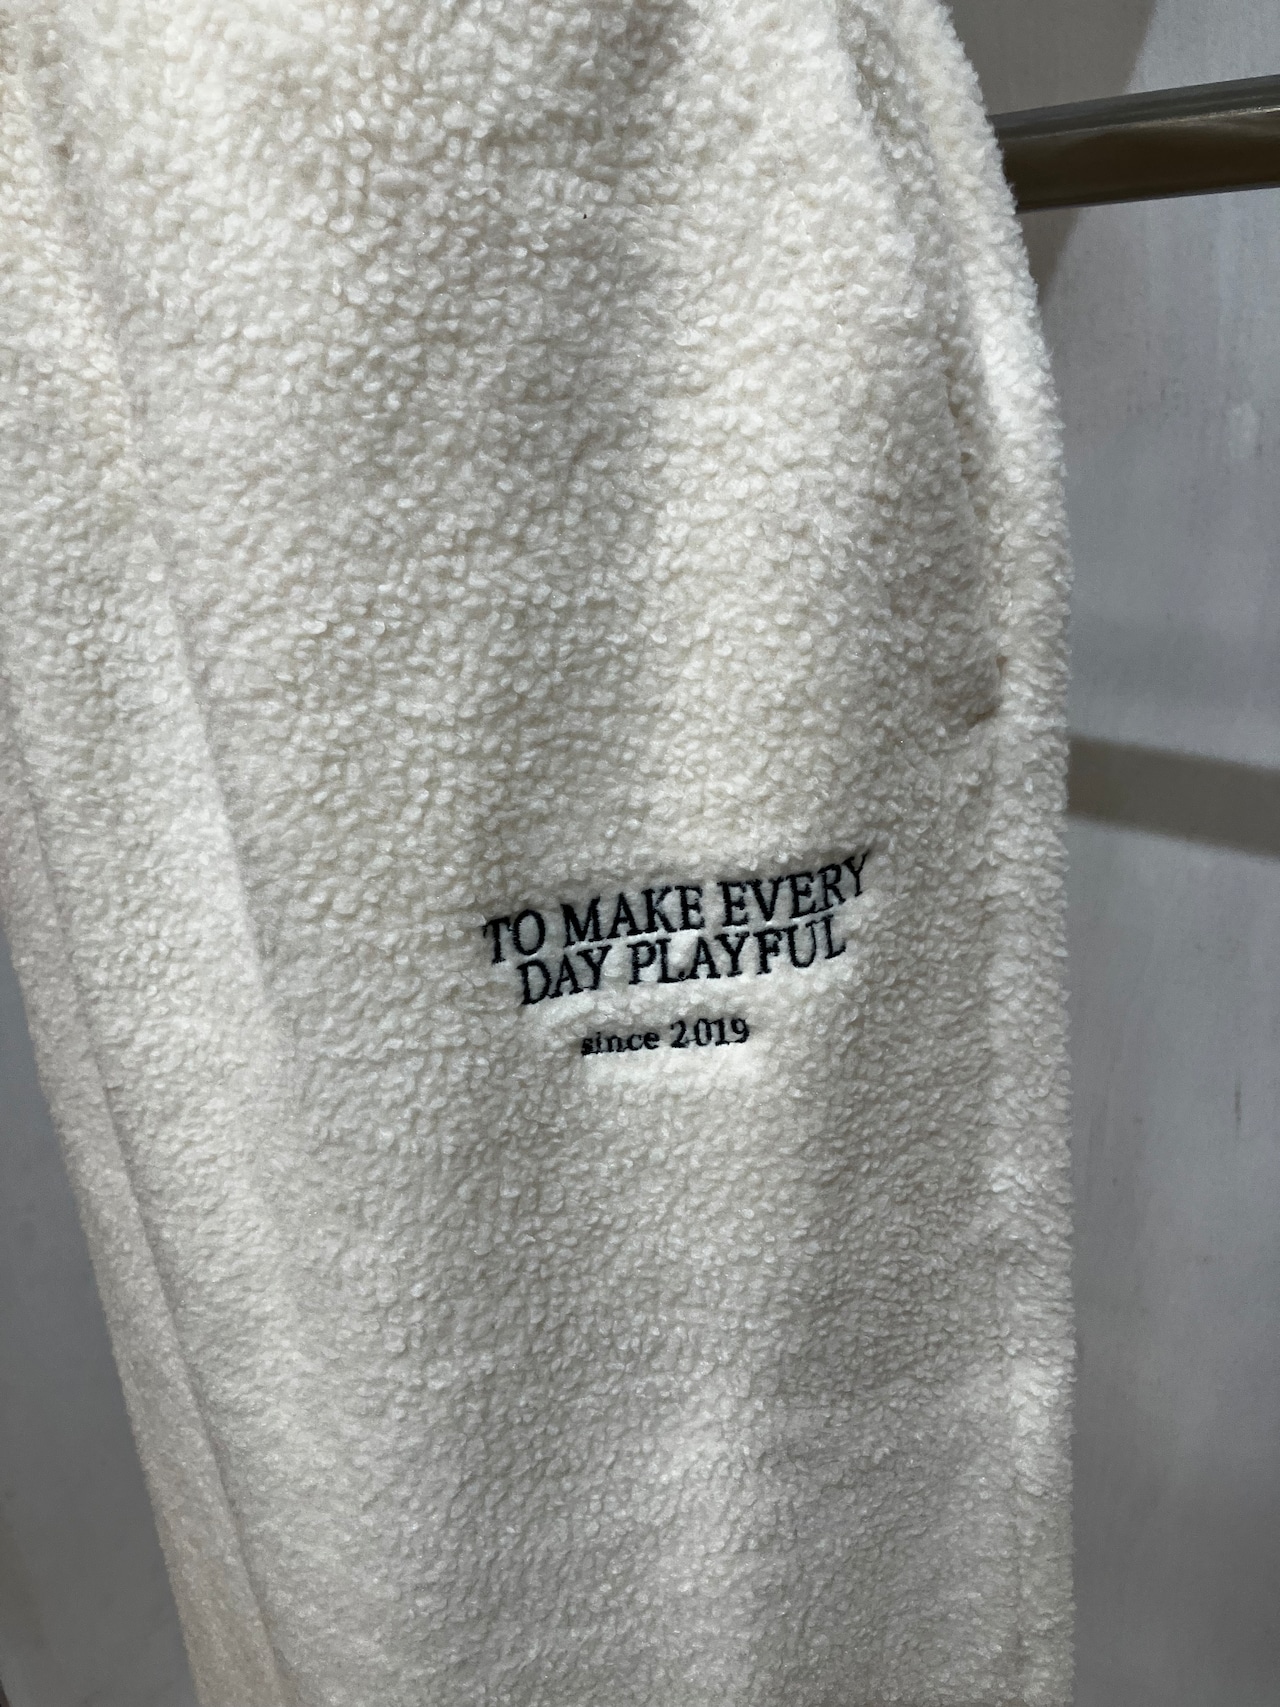 TO MAKE EVERY
DAY PLAYFUL
since 2019